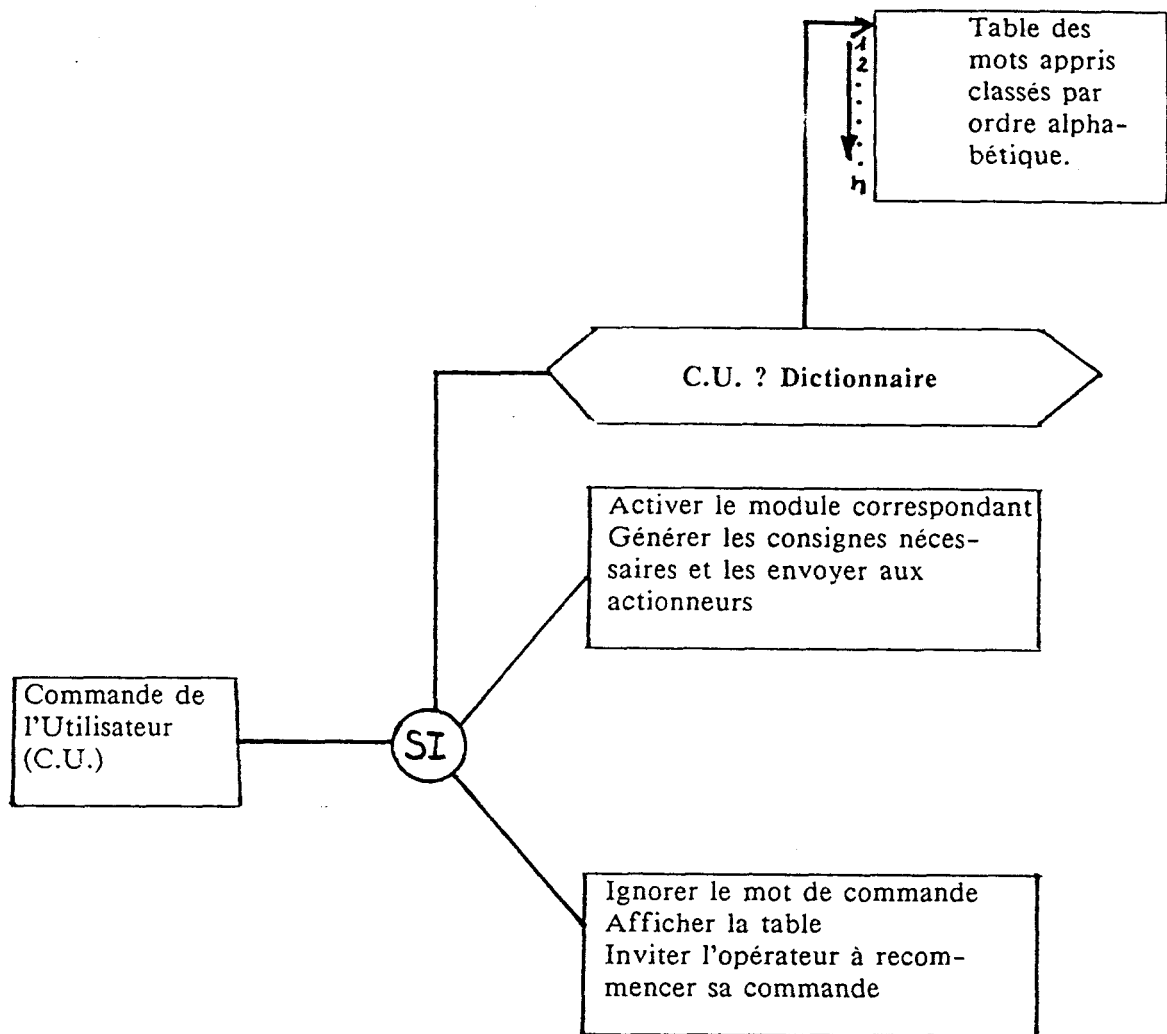 Table des
mots appris
classés par
ordre alpha-
bétique.
1
2
.
.
.
.
.
n
C.U. ? Dictionnaire
Activer le module correspondant
Générer les consignes néces-
saires et les envoyer aux
actionneurs
Commande de
l'Utilisateur
(C.U.)
SI
Ignorer le mot de commande
Afficher la table
Inviter l'opérateur à recom-
mencer sa commande